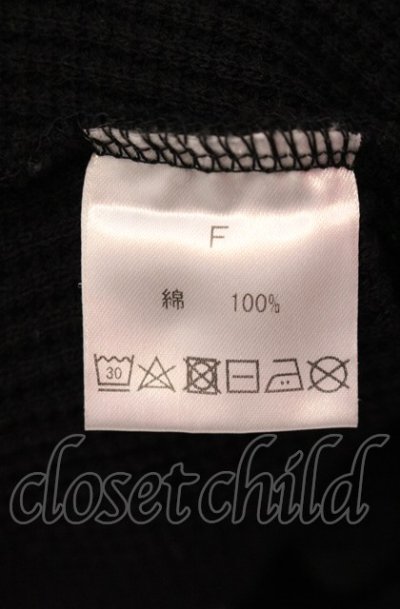 F
綿 100%
30
closet child